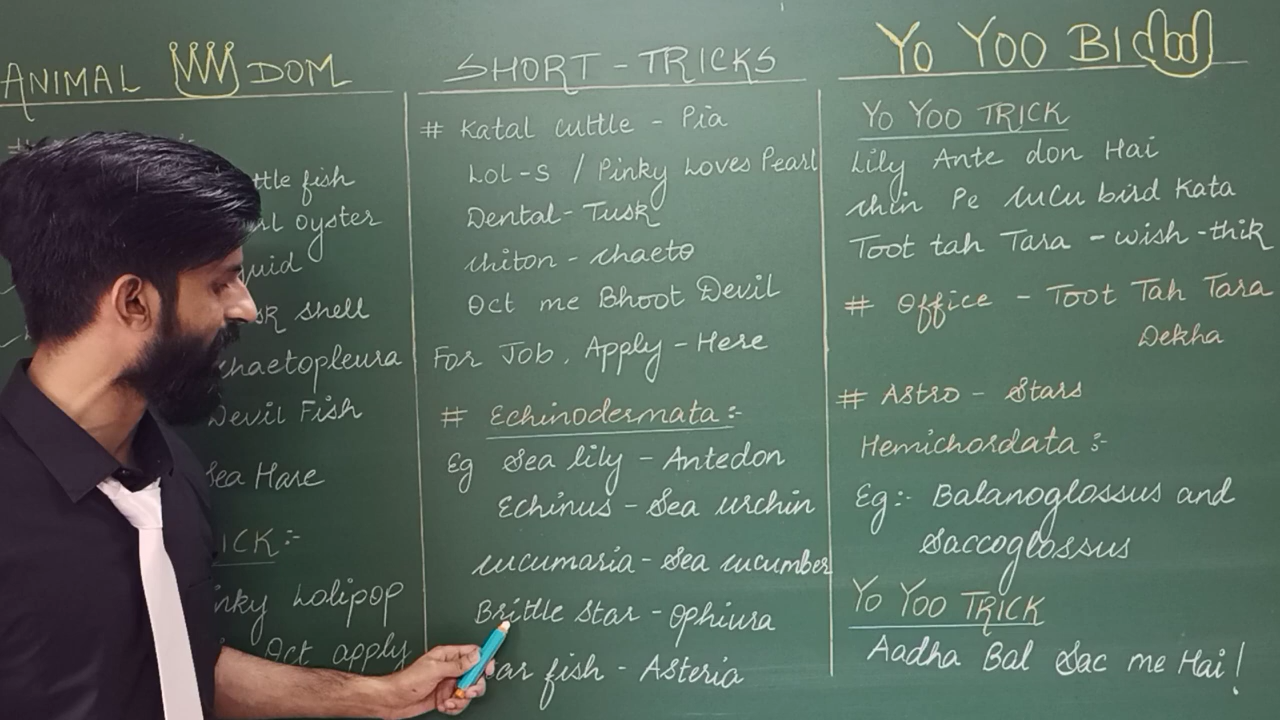 ANIMAL DOM
ttle fish
rl oyster
quid
sk shell
chaetopleura
Devil Fish
Sea Hare
ICK:-
nky Lolipop
Oct apply
SHORT - TRICKS
# Katal cuttle - Pia
Lol-s / Pinky Loves Pearl
Dental - Tusk
chiton - chaeto
Oct me Bhoot Devil
For Job, Apply - Here
# Echinodermata:-
Eg Sea lily - Antedon
Echinus - Sea urchin
cucumaria - Sea cucumber
Brittle star - Ophiura
ar fish - Asteria
YO YOO BIO
YO YOO TRICK
Lily Ante don Hai
chin Pe cucu bird Kata
Toot tah Tara - wish - thik
# Office - Toot Tah Tara
Dekha
# Astro - Stars
Hemichordata :-
Eg:- Balanoglossus and
Saccoglossus
YO YOO TRICK
Aadha Bal Sac me Hai!